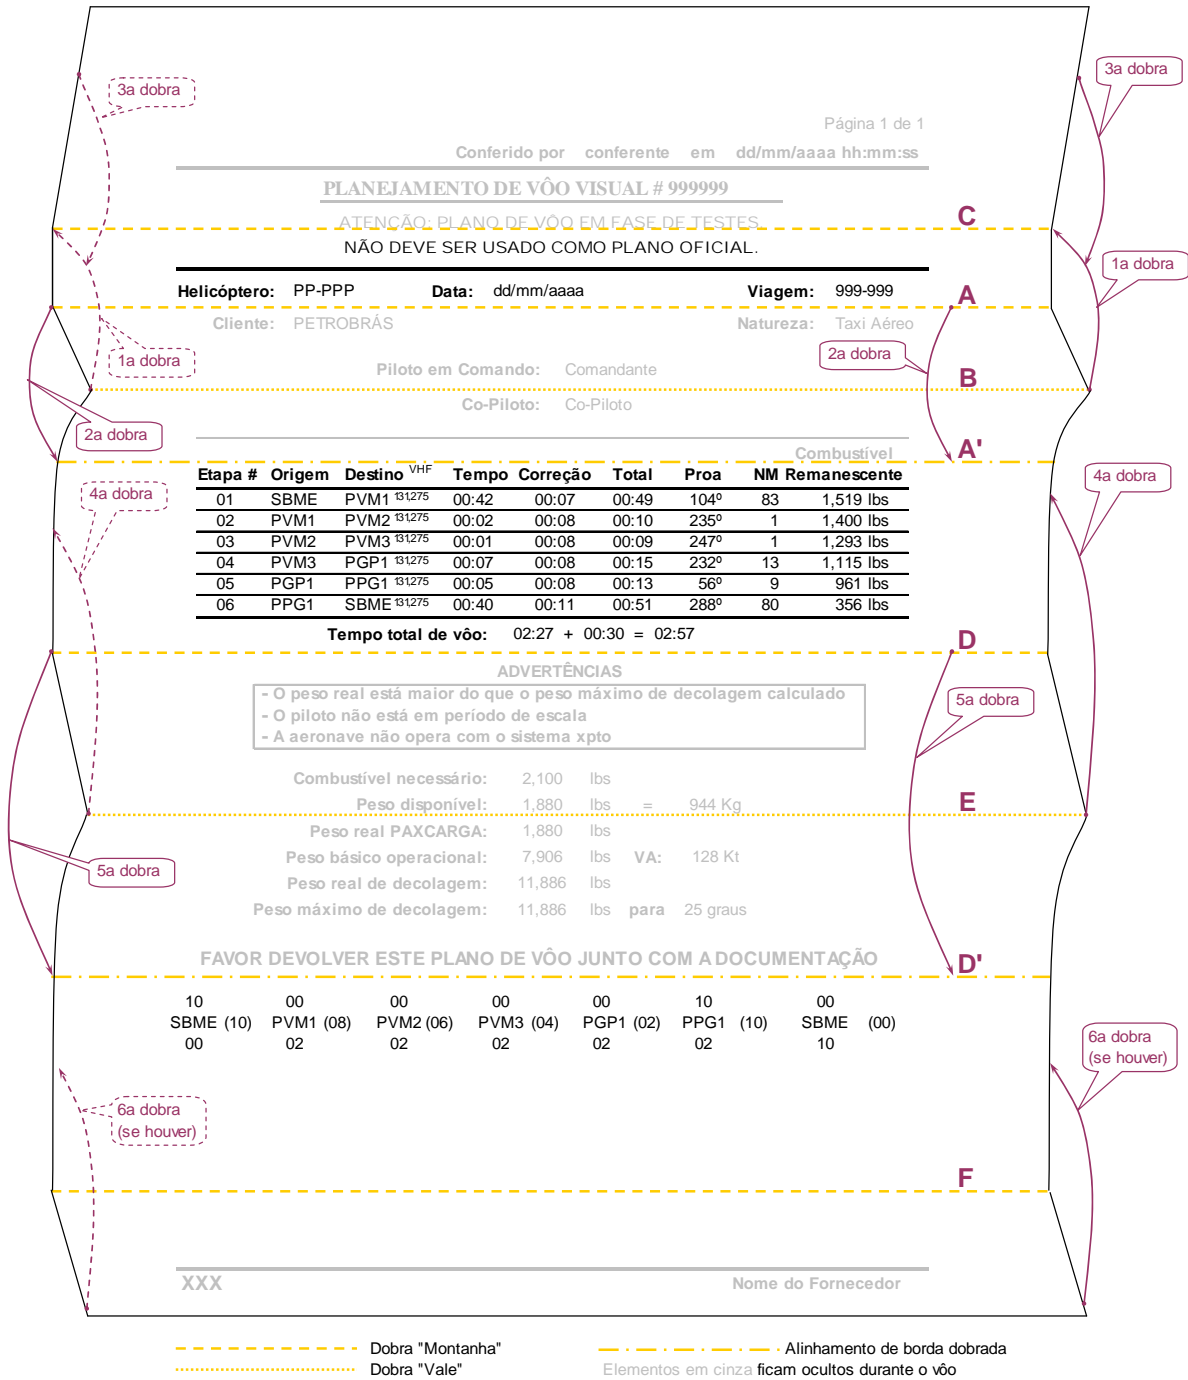 3a dobra
3a dobra
Página 1 de 1
Conferido por conferente em dd/mm/aaaa hh:mm:ss
PLANEJAMENTO DE VÔO VISUAL # 999999
C
ATENÇÃO: PLANO DE VÔO EM FASE DE TESTES.
NÃO DEVE SER USADO COMO PLANO OFICIAL.
1a dobra
Helicóptero: PP-PPP Data: dd/mm/aaaa Viagem: 999-999
A
Cliente: PETROBRÁS Natureza: Taxi Aéreo
1a dobra
2a dobra
Piloto em Comando: Comandante
B
Co-Piloto: Co-Piloto
2a dobra
A'
Combustível
Etapa # Origem Destino VHF Tempo Correção Total Proa NM Remanescente
4a dobra
4a dobra
01 SBME PVM1 131,275 00:42 00:07 00:49 104º 83 1,519 lbs
02 PVM1 PVM2 131,275 00:02 00:08 00:10 235º 1 1,400 lbs
03 PVM2 PVM3 131,275 00:01 00:08 00:09 247º 1 1,293 lbs
04 PVM3 PGP1 131,275 00:07 00:08 00:15 232º 13 1,115 lbs
05 PGP1 PPG1 131,275 00:05 00:08 00:13 56º 9 961 lbs
06 PPG1 SBME 131,275 00:40 00:11 00:51 288º 80 356 lbs
Tempo total de vôo: 02:27 + 00:30 = 02:57
D
ADVERTÊNCIAS
- O peso real está maior do que o peso máximo de decolagem calculado
- O piloto não está em período de escala
- A aeronave não opera com o sistema xpto
5a dobra
Combustível necessário: 2,100 lbs
Peso disponível: 1,880 lbs = 944 Kg
E
Peso real PAXCARGA: 1,880 lbs
Peso básico operacional: 7,906 lbs VA: 128 Kt
5a dobra
Peso real de decolagem: 11,886 lbs
Peso máximo de decolagem: 11,886 lbs para 25 graus
FAVOR DEVOLVER ESTE PLANO DE VÔO JUNTO COM A DOCUMENTAÇÃO
D'
10 00 00 00 00 10 00
SBME (10) PVM1 (08) PVM2 (06) PVM3 (04) PGP1 (02) PPG1 (10) SBME (00)
00 02 02 02 02 02 10
6a dobra
(se houver)
6a dobra
(se houver)
F
XXX Nome do Fornecedor
Dobra "Montanha" Alinhamento de borda dobrada
Dobra "Vale" Elementos em cinza ficam ocultos durante o vôo